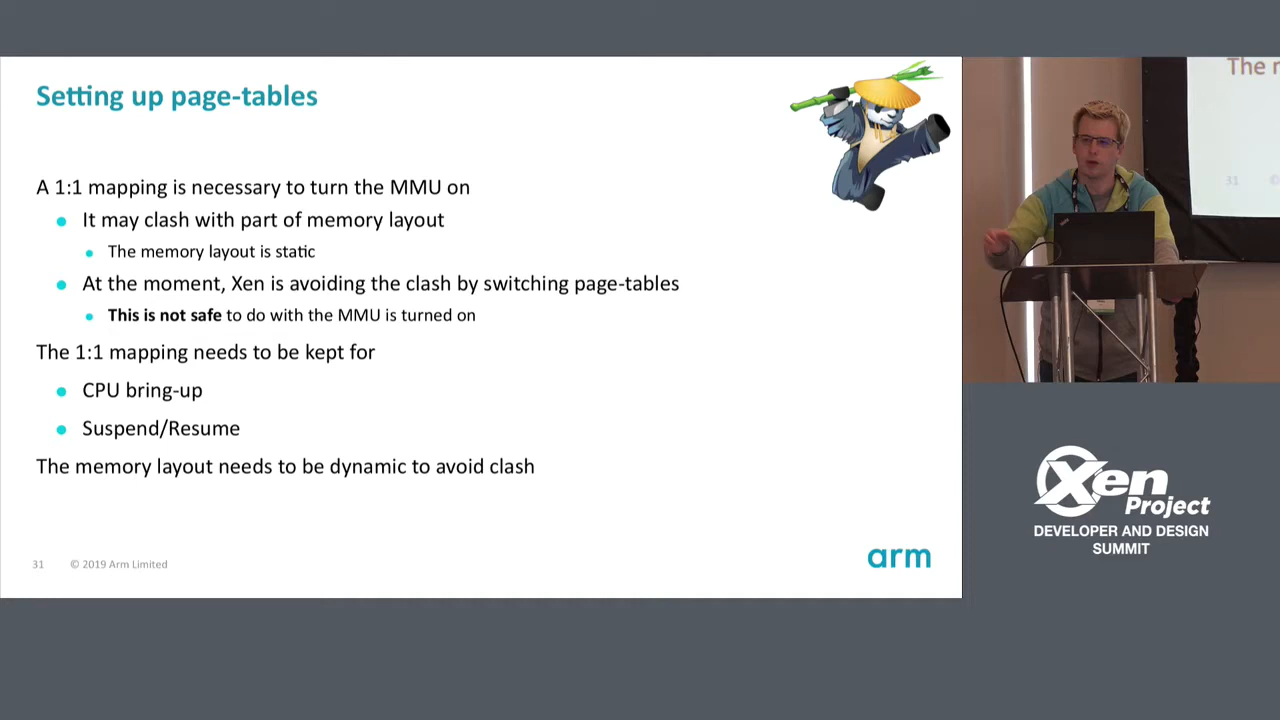 Setting up page-tables
A 1:1 mapping is necessary to turn the MMU on
It may clash with part of memory layout
The memory layout is static
At the moment, Xen is avoiding the clash by switching page-tables
This is not safe to do with the MMU is turned on
The 1:1 mapping needs to be kept for
CPU bring-up
Suspend/Resume
The memory layout needs to be dynamic to avoid clash
31 © 2019 Arm Limited
arm
The
31 ©
Xen
Project
DEVELOPER AND DESIGN
SUMMIT